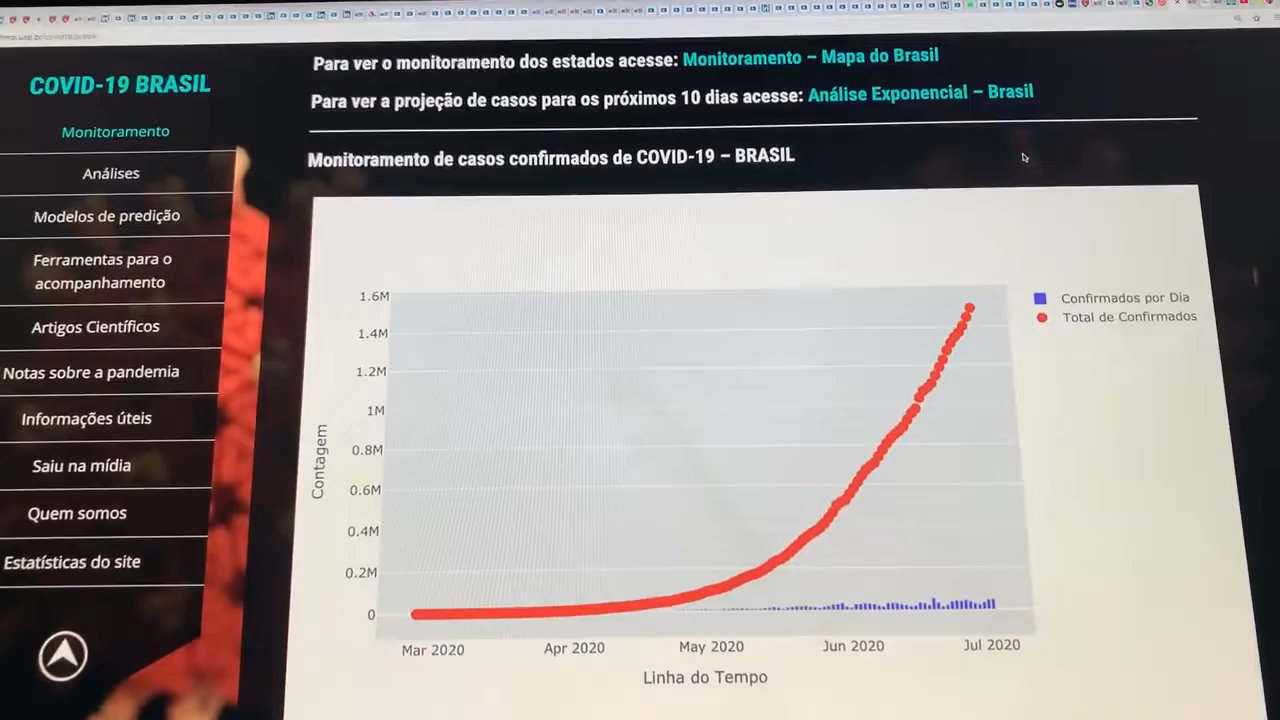 COVID-19 BRASIL
Monitoramento
Análises
Modelos de predição
Ferramentas para o
acompanhamento
Artigos Científicos
Notas sobre a pandemia
Informações úteis
Saiu na mídia
Quem somos
Estatísticas do site
Para ver o monitoramento dos estados acesse: Monitoramento – Mapa do Brasil
Para ver a projeção de casos para os próximos 10 dias acesse: Análise Exponencial – Brasil
Monitoramento de casos confirmados de COVID-19 – BRASIL
Confirmados por Dia
Total de Confirmados
Contagem
1.6M
1.4M
1.2M
1M
0.8M
0.6M
0.4M
0.2M
0
Mar 2020 Apr 2020 May 2020 Jun 2020 Jul 2020
Linha do Tempo